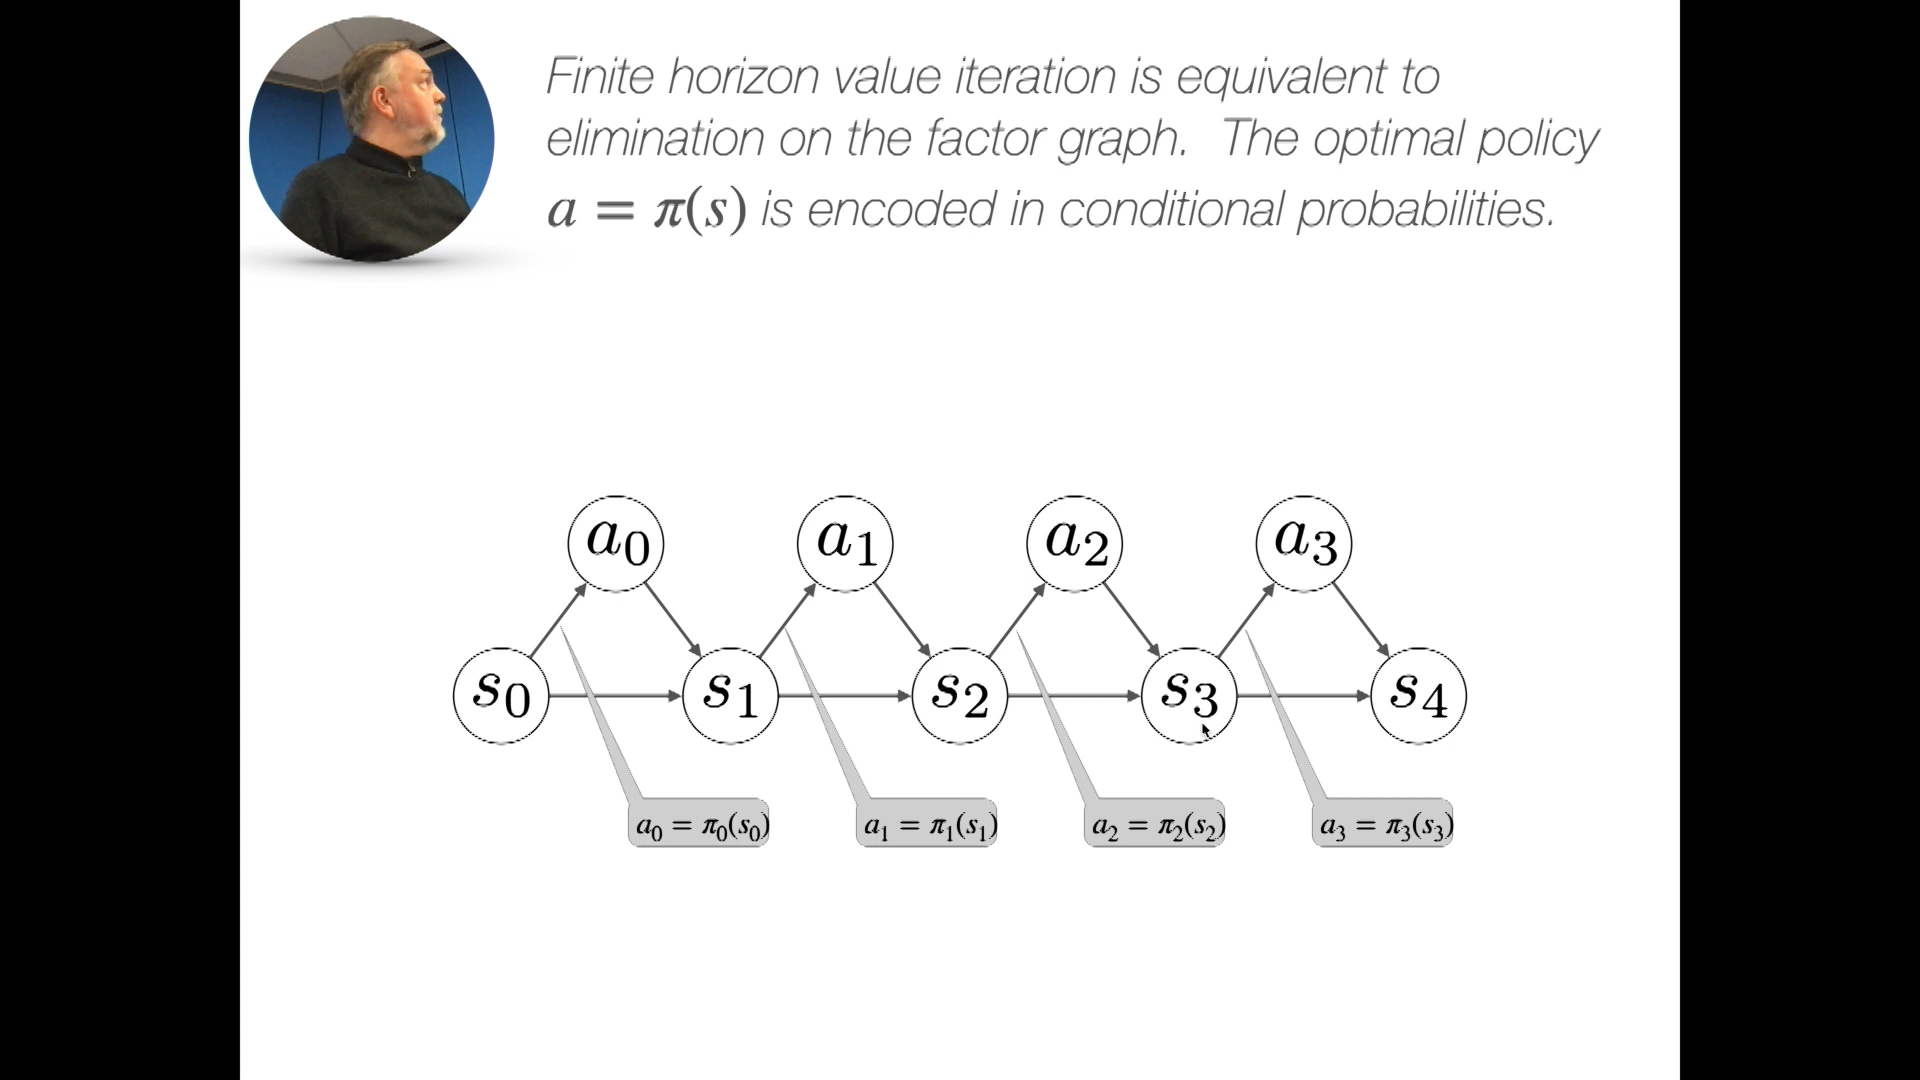 Finite horizon value iteration is equivalent to
elimination on the factor graph. The optimal policy
a = π(s) is encoded in conditional probabilities.
a₀ a₁ a₂ a₃
s₀ s₁ s₂ s₃ s₄
a₀ = π₀(s₀) a₁ = π₁(s₁) a₂ = π₂(s₂) a₃ = π₃(s₃)